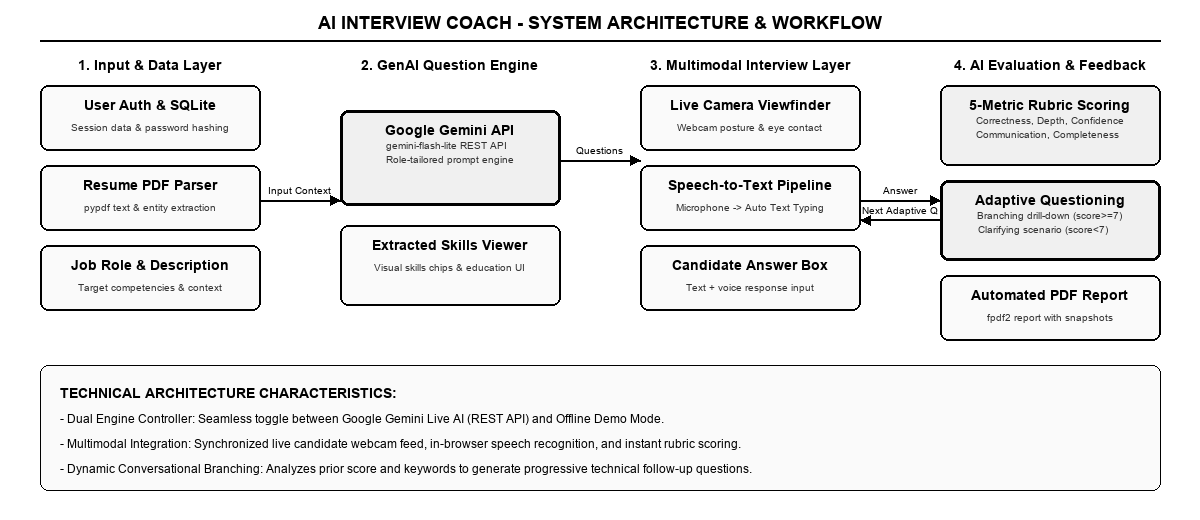 AI INTERVIEW COACH - SYSTEM ARCHITECTURE & WORKFLOW
1. Input & Data Layer
User Auth & SQLite
Session data & password hashing
Resume PDF Parser
pypdf text & entity extraction
Job Role & Description
Target competencies & context
Input Context
2. GenAI Question Engine
Google Gemini API
gemini-flash-lite REST API
Role-tailored prompt engine
Extracted Skills Viewer
Visual skills chips & education UI
Questions
3. Multimodal Interview Layer
Live Camera Viewfinder
Webcam posture & eye contact
Speech-to-Text Pipeline
Microphone -> Auto Text Typing
Candidate Answer Box
Text + voice response input
Answer
Next Adaptive Q
4. AI Evaluation & Feedback
5-Metric Rubric Scoring
Correctness, Depth, Confidence
Communication, Completeness
Adaptive Questioning
Branching drill-down (score>=7)
Clarifying scenario (score<7)
Automated PDF Report
fpdf2 report with snapshots
TECHNICAL ARCHITECTURE CHARACTERISTICS:
- Dual Engine Controller: Seamless toggle between Google Gemini Live AI (REST API) and Offline Demo Mode.
- Multimodal Integration: Synchronized live candidate webcam feed, in-browser speech recognition, and instant rubric scoring.
- Dynamic Conversational Branching: Analyzes prior score and keywords to generate progressive technical follow-up questions.